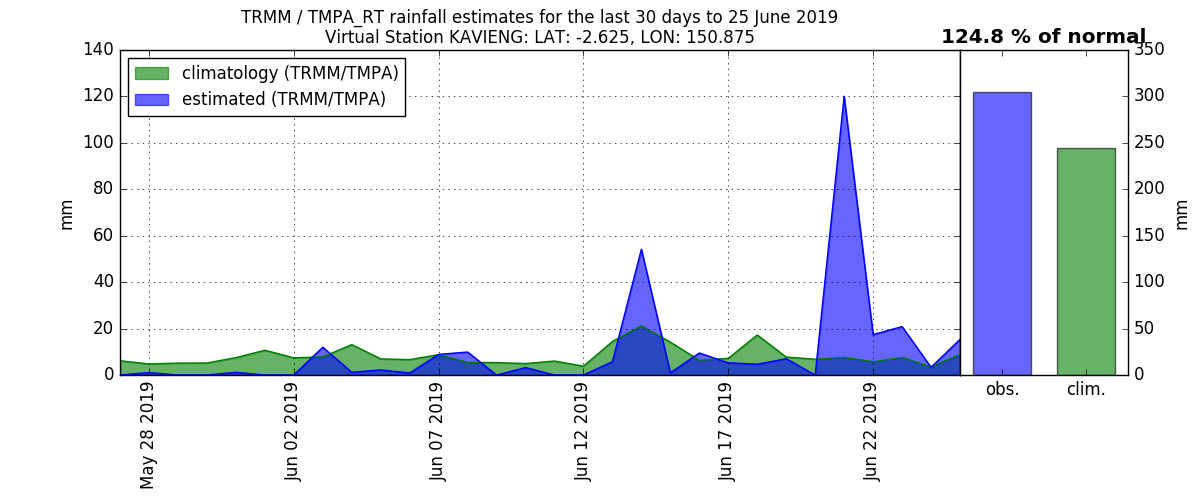 TRMM / TMPA_RT rainfall estimates for the last 30 days to 25 June 2019
Virtual Station KAVIENG: LAT: -2.625, LON: 150.875
124.8 % of normal
climatology (TRMM/TMPA)
estimated (TRMM/TMPA)
mm
140
120
100
80
60
40
20
0
May 28 2019
Jun 02 2019
Jun 07 2019
Jun 12 2019
Jun 17 2019
Jun 22 2019
350
300
250
200
150
100
50
0
mm
obs.
clim.